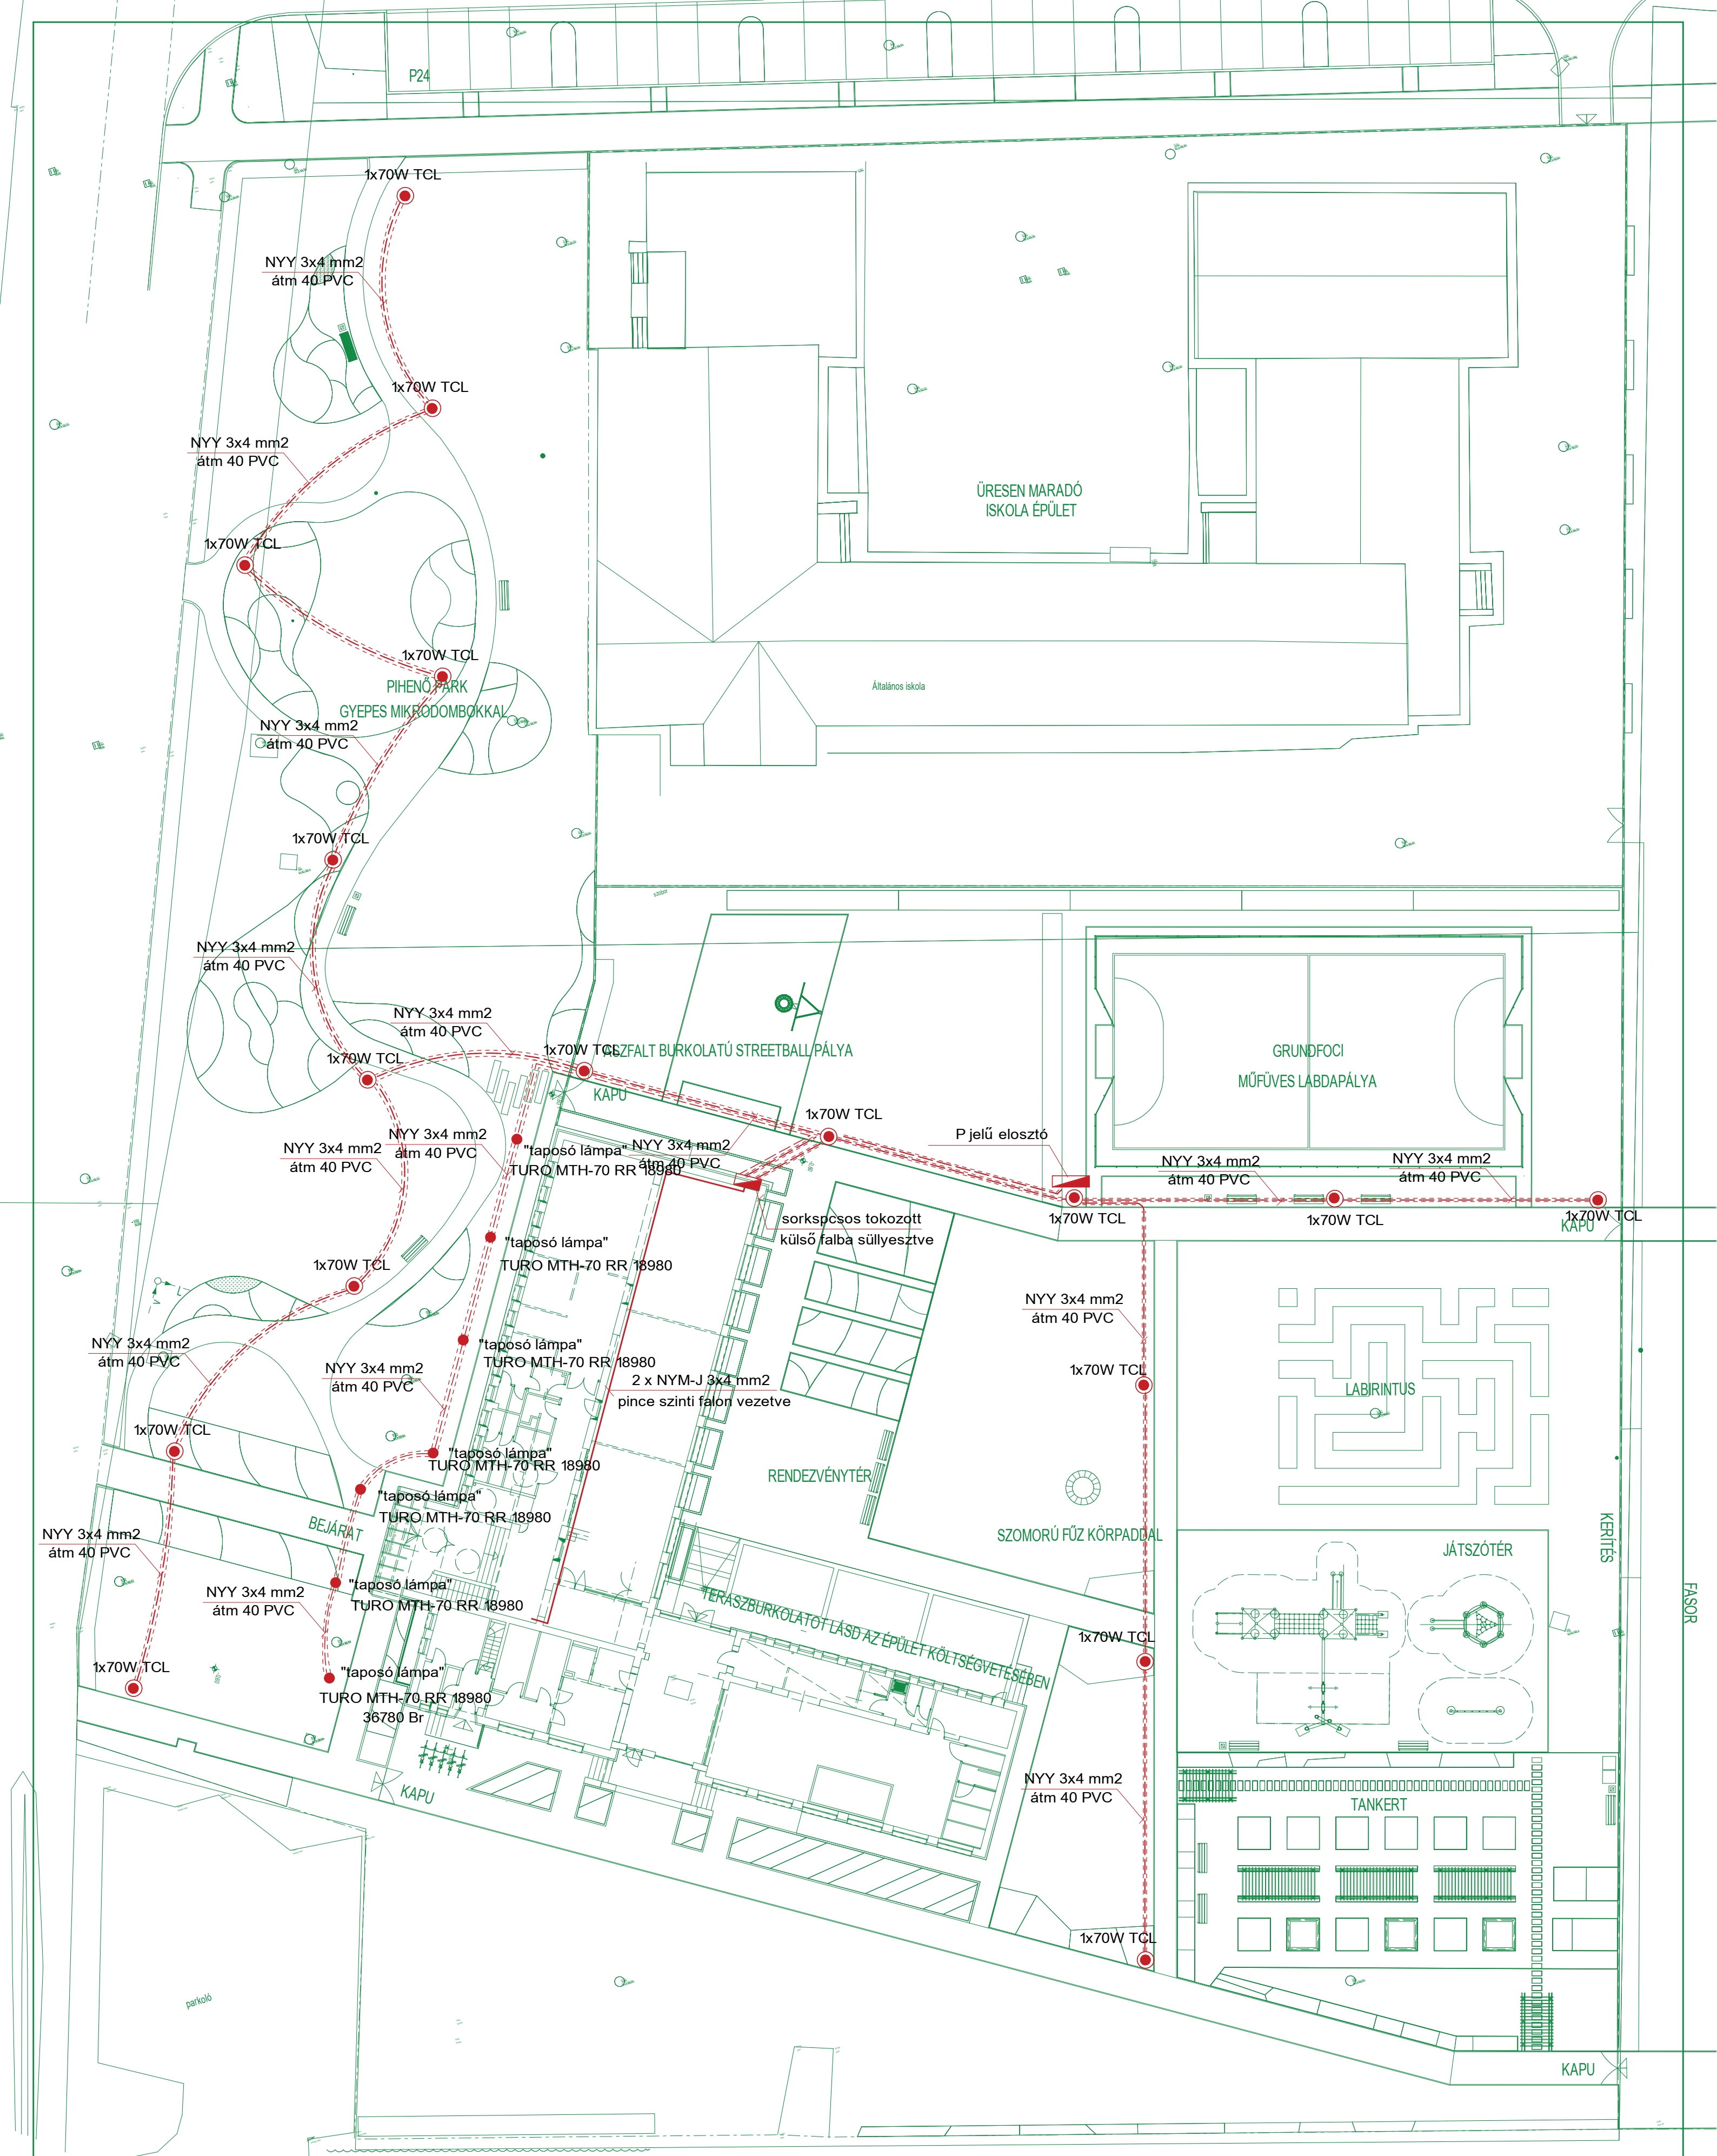 P24
1x70W TCL
NYY 3x4 mm2
átm 40 PVC
1x70W TCL
NYY 3x4 mm2
átm 40 PVC
ÜRESEN MARADÓ
ISKOLA ÉPÜLET
1x70W TCL
1x70W TCL
PIHENŐ PARK
GYEPES MIKRODOMBOKKAL
Általános iskola
NYY 3x4 mm2
átm 40 PVC
1x70W TCL
NYY 3x4 mm2
átm 40 PVC
NYY 3x4 mm2
átm 40 PVC
1x70W TCL
1x70W TCL
ASZFALT BURKOLATÚ STREETBALL PÁLYA
GRUNDFOCI
MŰFÜVES LABDAPÁLYA
KAPU
1x70W TCL
P jelű elosztó
NYY 3x4 mm2
átm 40 PVC
NYY 3x4 mm2
átm 40 PVC
"taposó lámpa"
TURO MTH-70 RR 18980
NYY 3x4 mm2
átm 40 PVC
NYY 3x4 mm2
átm 40 PVC
NYY 3x4 mm2
átm 40 PVC
1x70W TCL
1x70W TCL
1x70W TCL
KAPU
sorkspcsos tokozott
külső falba süllyesztve
"taposó lámpa"
TURO MTH-70 RR 18980
1x70W TCL
NYY 3x4 mm2
átm 40 PVC
NYY 3x4 mm2
átm 40 PVC
"taposó lámpa"
TURO MTH-70 RR 18980
NYY 3x4 mm2
átm 40 PVC
2 x NYM-J 3x4 mm2
pince szinti falon vezetve
1x70W TCL
LABIRINTUS
1x70W TCL
"taposó lámpa"
TURO MTH-70 RR 18980
RENDEZVÉNYTÉR
"taposó lámpa"
TURO MTH-70 RR 18980
BEJÁRAT
SZOMORÚ FŰZ KÖRPADDAL
KERÍTÉS
JÁTSZÓTÉR
NYY 3x4 mm2
átm 40 PVC
NYY 3x4 mm2
átm 40 PVC
"taposó lámpa"
TURO MTH-70 RR 18980
TERASZBURKOLATOT LÁSD AZ ÉPÜLET KÖLTSÉGVETÉSÉBEN
FASOR
1x70W TCL
1x70W TCL
"taposó lámpa"
TURO MTH-70 RR 18980
36780 Br
KAPU
NYY 3x4 mm2
átm 40 PVC
TANKERT
1x70W TCL
parkoló
KAPU